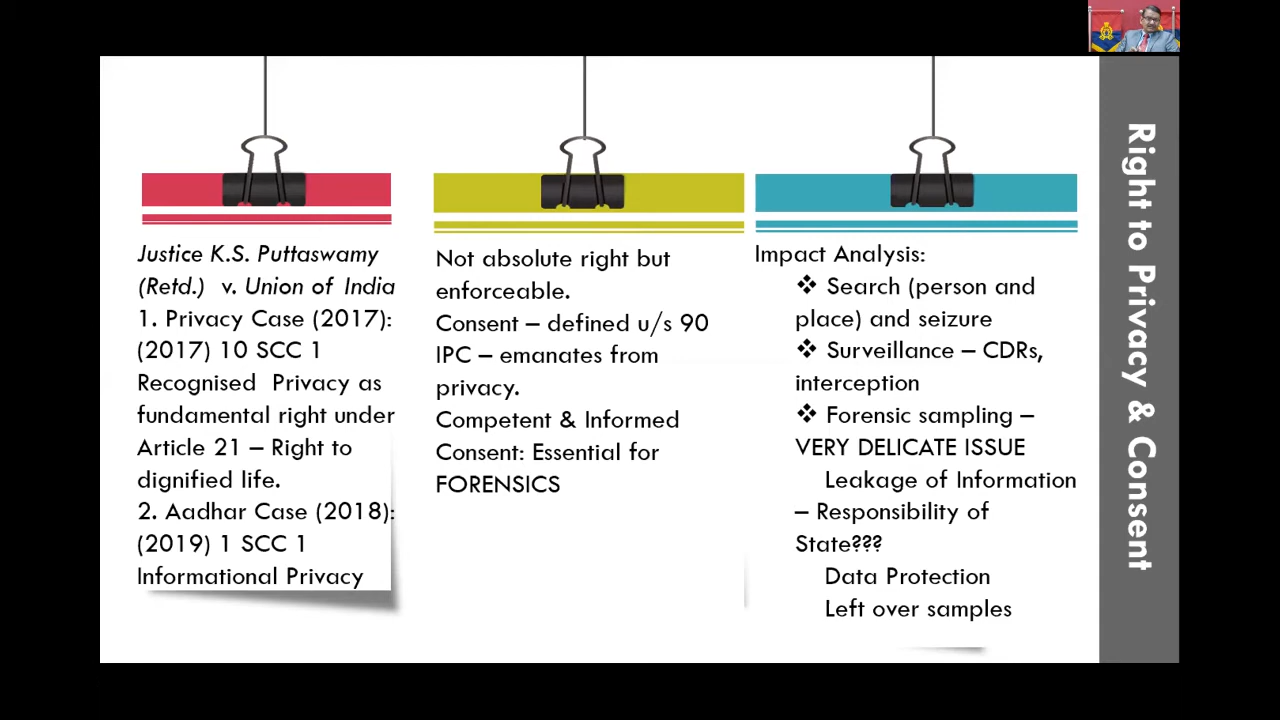 Right to Privacy & Consent
Justice K.S. Puttaswamy
(Retd.) v. Union of India
1. Privacy Case (2017):
(2017) 10 SCC 1
Recognised Privacy as
fundamental right under
Article 21 – Right to
dignified life.
2. Aadhar Case (2018):
(2019) 1 SCC 1
Informational Privacy
Not absolute right but
enforceable.
Consent – defined u/s 90
IPC – emanates from
privacy.
Competent & Informed
Consent: Essential for
FORENSICS
Impact Analysis:
❖ Search (person and
place) and seizure
❖ Surveillance – CDRs,
interception
❖ Forensic sampling –
VERY DELICATE ISSUE
Leakage of Information
– Responsibility of
State???
Data Protection
Left over samples